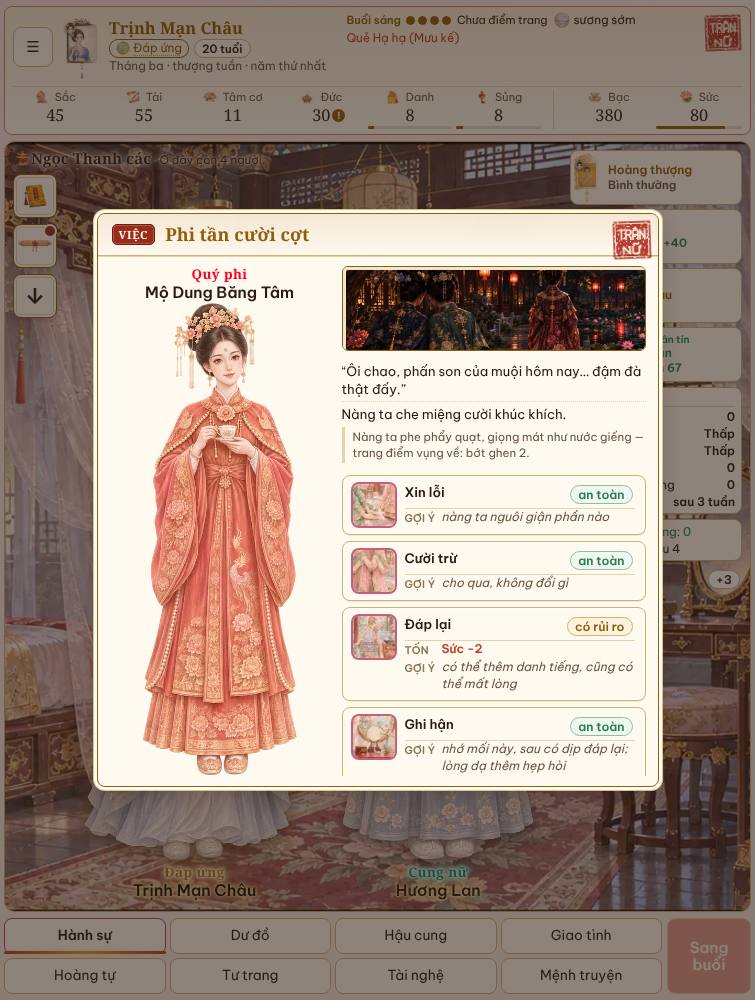 Trịnh Mạn Châu
Đáp ứng
20 tuổi
Tháng ba · thượng tuần · năm thứ nhất
Buổi sáng
Chưa điểm trang
sương sớm
Quẻ Hạ hạ (Mưu kế)
TRÂN NỮ
Sắc
Tài
Tâm cơ
Đức
Danh
Sủng
Bạc
Sức
45
55
11
30
8
8
380
80
Ngọc Thanh các
Ở đây còn 4 người.
Hoàng thượng
Bình thường
+40
67
0
Thấp
Thấp
0
0
sau 3 tuần
+3
VIỆC
Phi tần cười cợt
TRÂN NỮ
Quý phi
Mộ Dung Băng Tâm
“Ôi chao, phấn son của muội hôm nay... đậm đà
thật đấy.”
Nàng ta che miệng cười khúc khích.
Nàng ta phe phẩy quạt, giọng mát như nước giếng —
trang điểm vụng về: bớt ghen 2.
Xin lỗi
an toàn
GỢI Ý nàng ta nguôi giận phần nào
Cười trừ
an toàn
GỢI Ý cho qua, không đổi gì
Đáp lại
có rủi ro
TỐN Sức -2
GỢI Ý có thể thêm danh tiếng, cũng có
thể mất lòng
Ghi hận
an toàn
GỢI Ý nhớ mối này, sau có dịp đáp lại;
lòng dạ thêm hẹp hòi
Đáp ứng
Trịnh Mạn Châu
Cung nữ
Hương Lan
Hành sự
Dư đồ
Hậu cung
Giao tình
Sang
buổi
Hoàng tự
Tư trang
Tài nghệ
Mệnh truyện